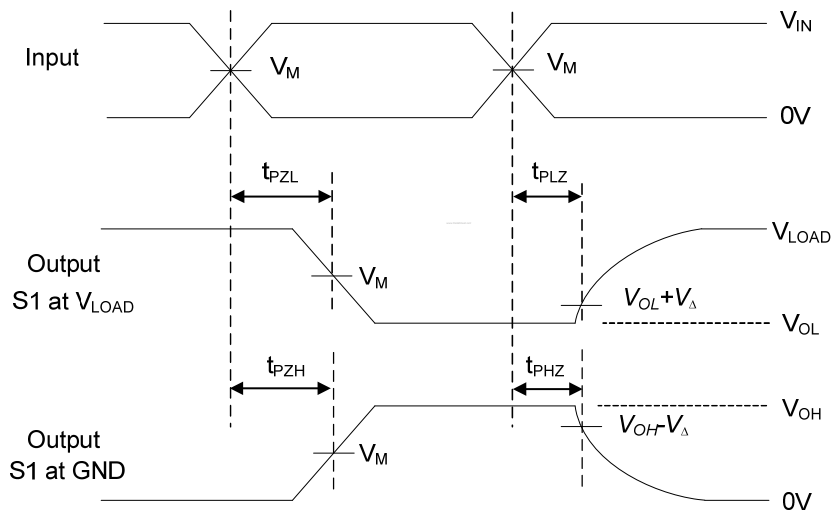 V_IN
Input
V_M
V_M
0V
t_PZL
t_PLZ
V_LOAD
Output
S1 at V_LOAD
V_M
V_OL+V_Δ
V_OL
t_PZH
t_PHZ
V_OH
V_OH-V_Δ
Output
S1 at GND
V_M
0V